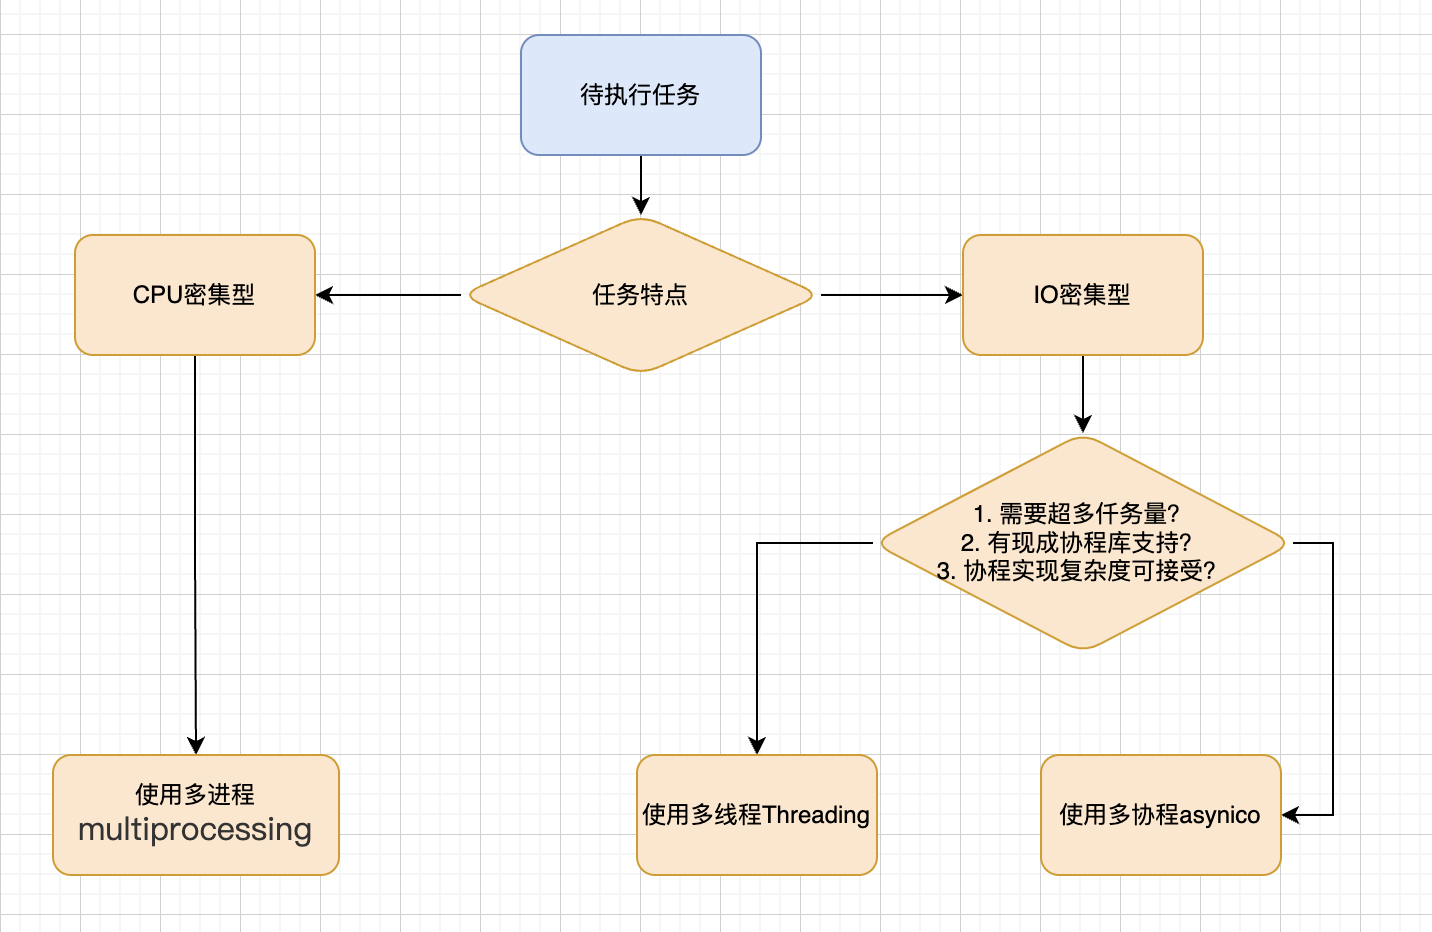 待执行任务
CPU密集型
任务特点
IO密集型
1. 需要超多任务量?
2. 有现成协程库支持?
3. 协程实现复杂度可接受?
使用多进程
multiprocessing
使用多线程Threading
使用多协程asynico